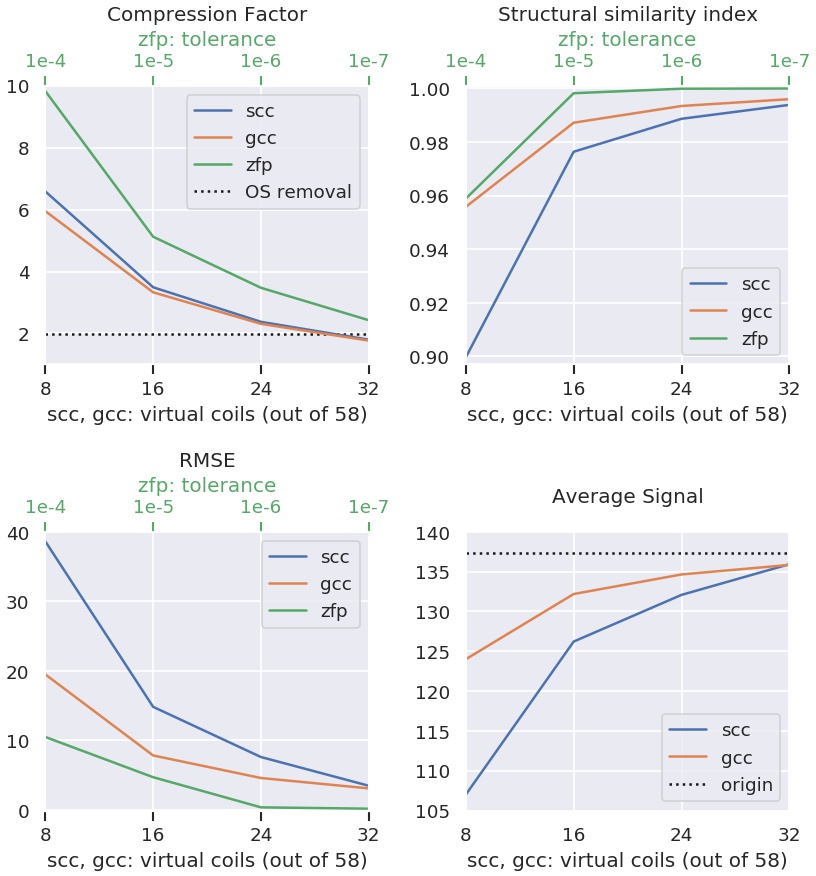 Compression Factor
zfp: tolerance
1e-4 1e-5 1e-6 1e-7
10
8
6
4
2
scc
gcc
zfp
OS removal
8 16 24 32
scc, gcc: virtual coils (out of 58)
Structural similarity index
zfp: tolerance
1e-4 1e-5 1e-6 1e-7
1.00
0.98
0.96
0.94
0.92
0.90
scc
gcc
zfp
8 16 24 32
scc, gcc: virtual coils (out of 58)
RMSE
zfp: tolerance
1e-4 1e-5 1e-6 1e-7
40
30
20
10
0
scc
gcc
zfp
8 16 24 32
scc, gcc: virtual coils (out of 58)
Average Signal
140
135
130
125
120
115
110
105
scc
gcc
origin
8 16 24 32
scc, gcc: virtual coils (out of 58)